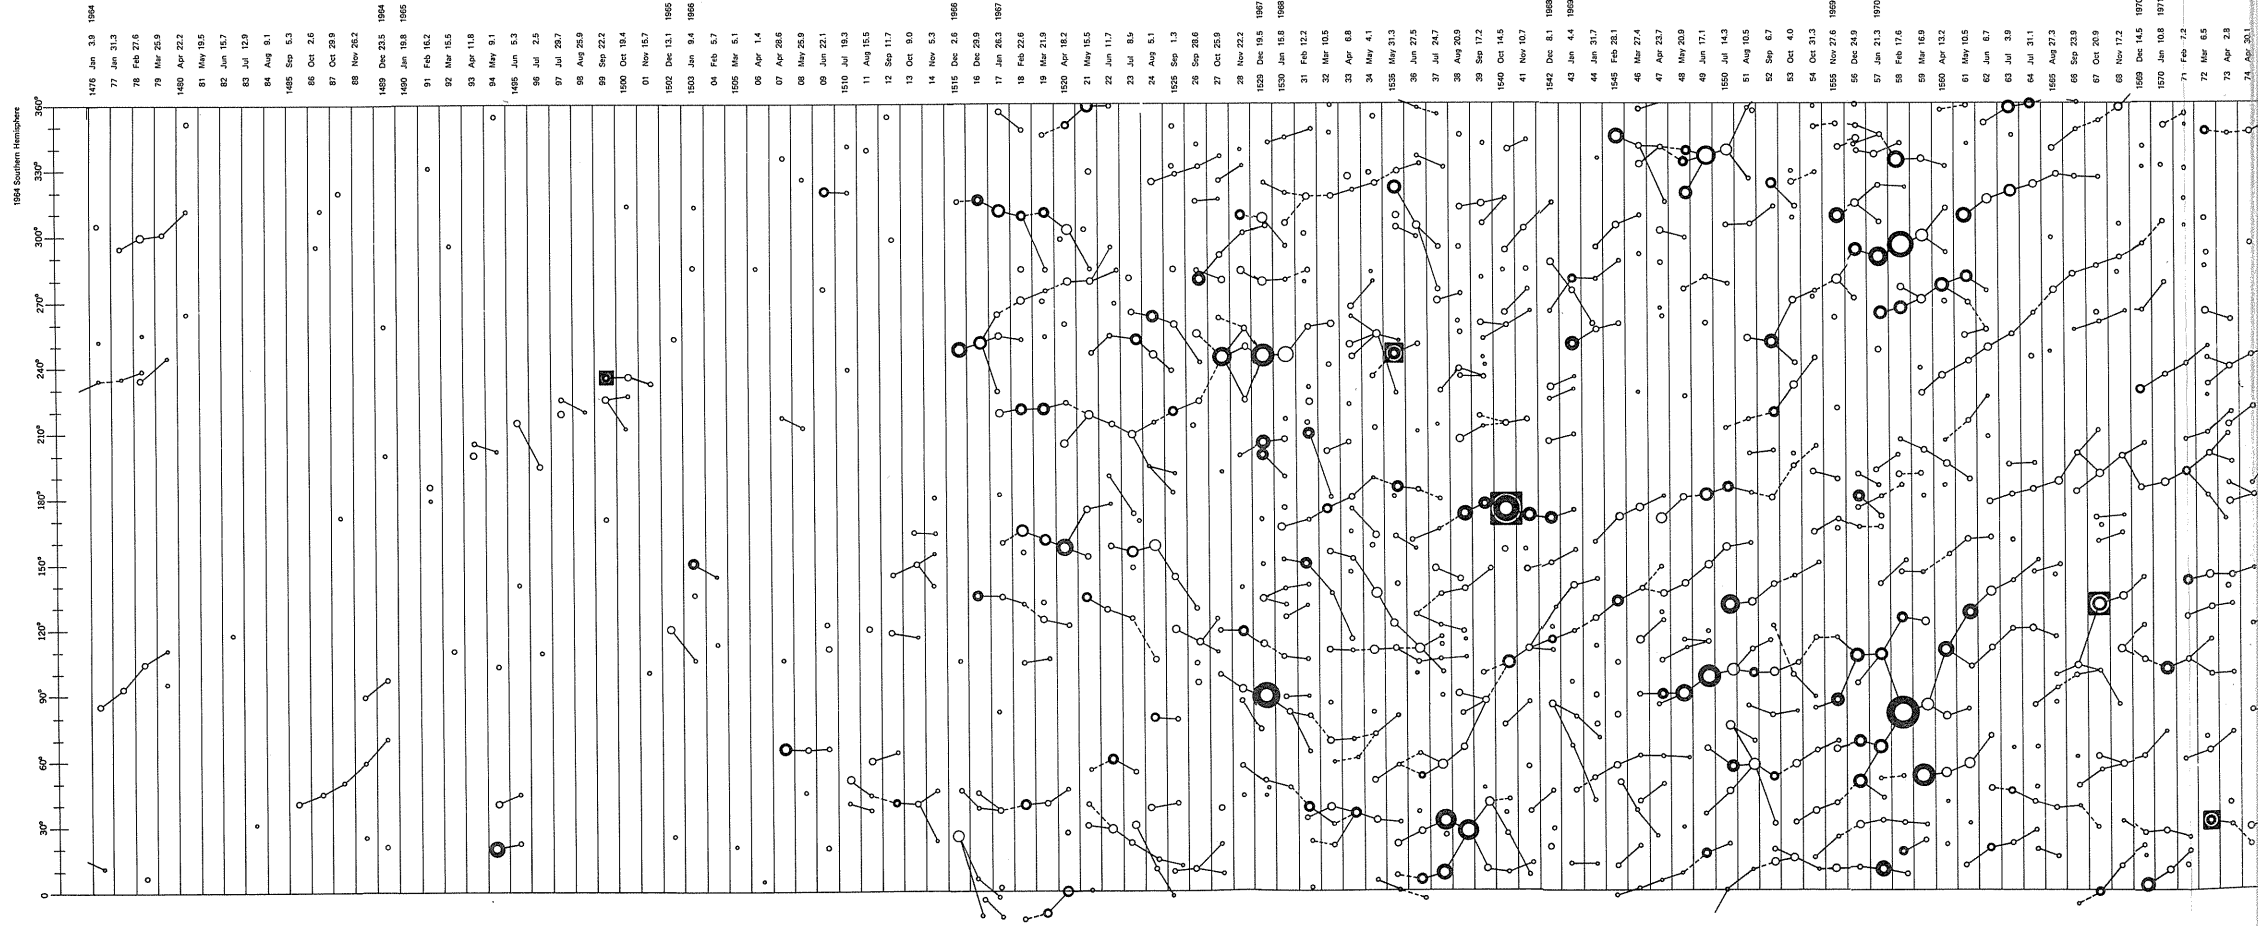 1964
1964
1965
1965
1966
1966
1967
1967
1968
1968
1969
1969
1970
1970
1971
1476 Jan 3.9
77 Jan 31.3
78 Feb 27.6
79 Mar 25.9
1480 Apr 22.2
81 May 19.5
82 Jun 15.7
83 Jul 12.9
84 Aug 9.1
1485 Sep 5.3
86 Oct 2.6
87 Oct 29.9
88 Nov 26.2
1489 Dec 23.5
1490 Jan 19.8
91 Feb 16.2
92 Mar 15.5
93 Apr 11.8
94 May 9.1
1495 Jun 5.3
96 Jul 2.5
97 Jul 29.7
98 Aug 25.9
99 Sep 22.2
1500 Oct 19.4
01 Nov 15.7
1502 Dec 13.1
1503 Jan 9.4
04 Feb 5.7
1505 Mar 5.1
06 Apr 1.4
07 Apr 28.6
08 May 25.9
09 Jun 22.1
1510 Jul 19.3
11 Aug 15.5
12 Sep 11.7
13 Oct 9.0
14 Nov 5.3
1515 Dec 2.6
16 Dec 29.9
17 Jan 26.3
18 Feb 22.6
19 Mar 21.9
1520 Apr 18.2
21 May 15.5
22 Jun 11.7
23 Jul 8.9
24 Aug 5.1
1525 Sep 1.3
26 Sep 28.6
27 Oct 25.9
28 Nov 22.2
1529 Dec 19.5
1530 Jan 15.8
31 Feb 12.2
32 Mar 10.5
33 Apr 6.8
34 May 4.1
1535 May 31.3
36 Jun 27.5
37 Jul 24.7
38 Aug 20.9
39 Sep 17.2
1540 Oct 14.5
41 Nov 10.7
1542 Dec 8.1
43 Jan 4.4
44 Jan 31.7
1545 Feb 28.1
46 Mar 27.4
47 Apr 23.7
48 May 20.9
49 Jun 17.1
1550 Jul 14.3
51 Aug 10.5
52 Sep 6.7
53 Oct 4.0
54 Oct 31.3
1555 Nov 27.6
56 Dec 24.9
57 Jan 21.3
58 Feb 17.6
59 Mar 16.9
1560 Apr 13.2
61 May 10.5
62 Jun 6.7
63 Jul 3.9
64 Jul 31.1
1565 Aug 27.3
66 Sep 23.9
67 Oct 20.9
68 Nov 17.2
1569 Dec 14.5
1570 Jan 10.8
71 Feb 7.2
72 Mar 6.5
73 Apr 2.8
74 Apr 30.1
1964 Southern Hemisphere
360°
330°
300°
270°
240°
210°
180°
150°
120°
90°
60°
30°
0